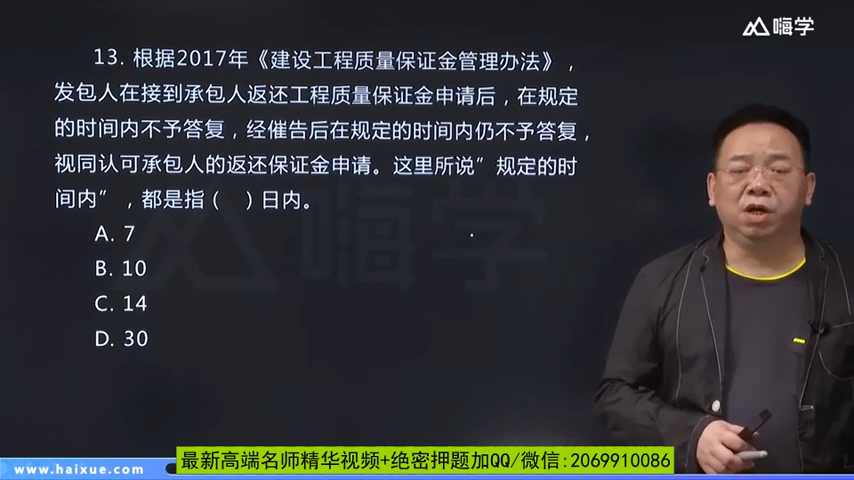 嗨学
13. 根据2017年《建设工程质量保证金管理办法》，
发包人在接到承包人返还工程质量保证金申请后，在规定
的时间内不予答复，经催告后在规定的时间内仍不予答复，
视同认可承包人的返还保证金申请。这里所说”规定的时
间内”，都是指（　）日内。
A. 7
B. 10
C. 14
D. 30
嗨学
www.haixue.com
最新高端名师精华视频+绝密押题加QQ/微信:2069910086